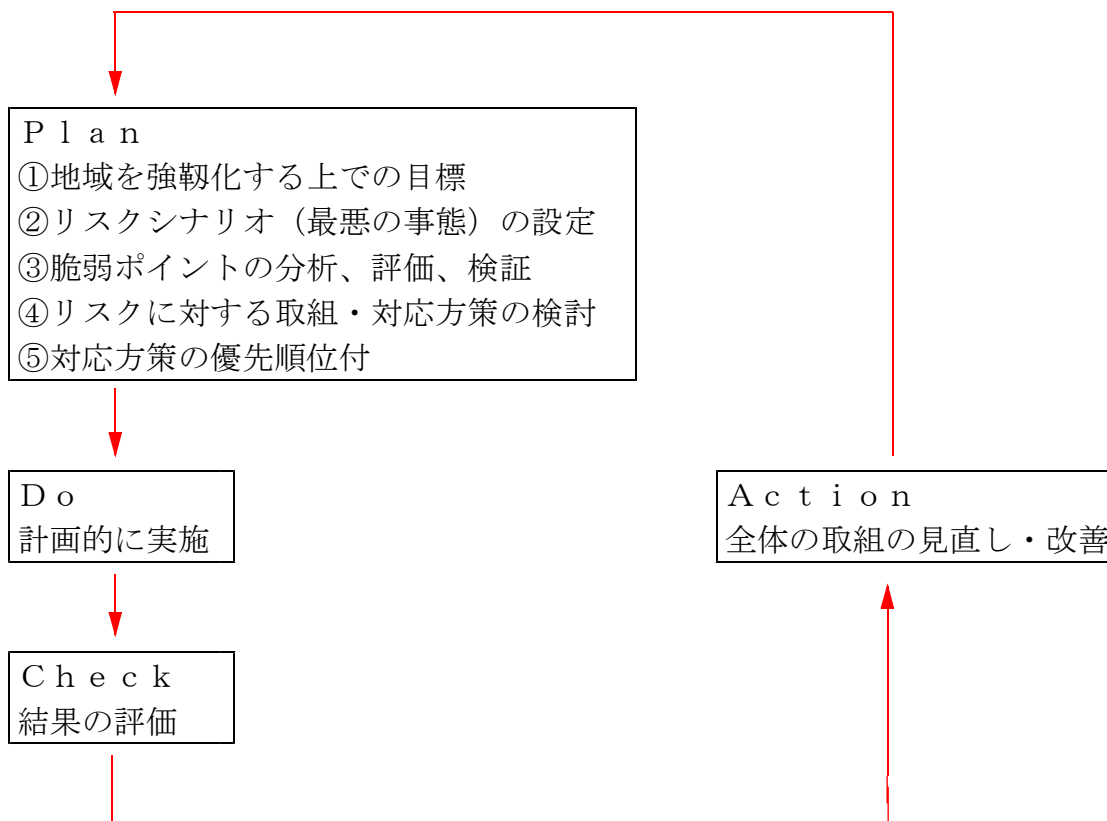 Ｐｌａｎ
①地域を強靱化する上での目標
②リスクシナリオ（最悪の事態）の設定
③脆弱ポイントの分析、評価、検証
④リスクに対する取組・対応方策の検討
⑤対応方策の優先順位付
Ｄｏ
計画的に実施
Ａｃｔｉｏｎ
全体の取組の見直し・改善
Ｃｈｅｃｋ
結果の評価